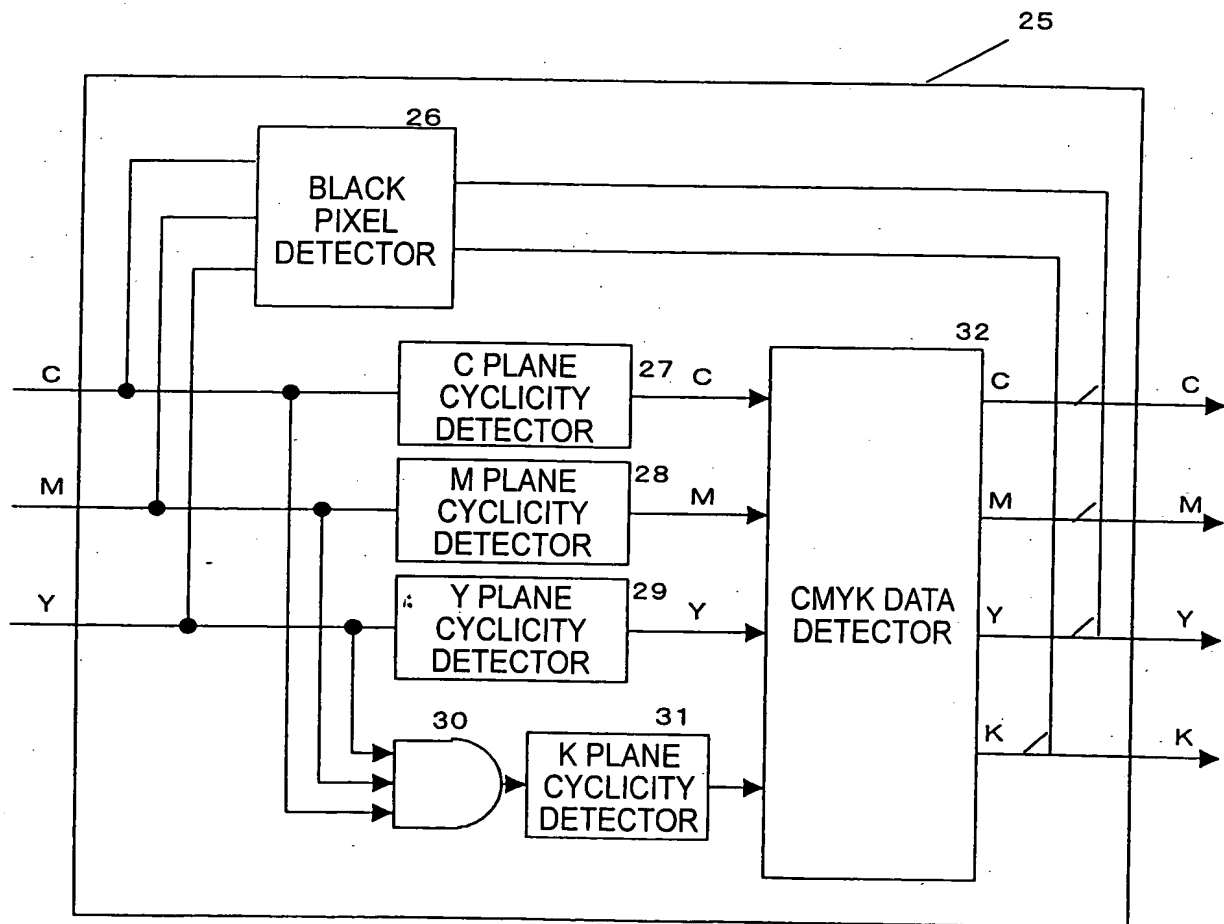 25
26
BLACK
PIXEL
DETECTOR
32
C
C PLANE
CYCLICITY
DETECTOR
27
C
C
C
M
M PLANE
CYCLICITY
DETECTOR
28
M
M
M
Y
Y PLANE
CYCLICITY
DETECTOR
29
Y
CMYK DATA
DETECTOR
Y
Y
30
31
K PLANE
CYCLICITY
DETECTOR
K
K